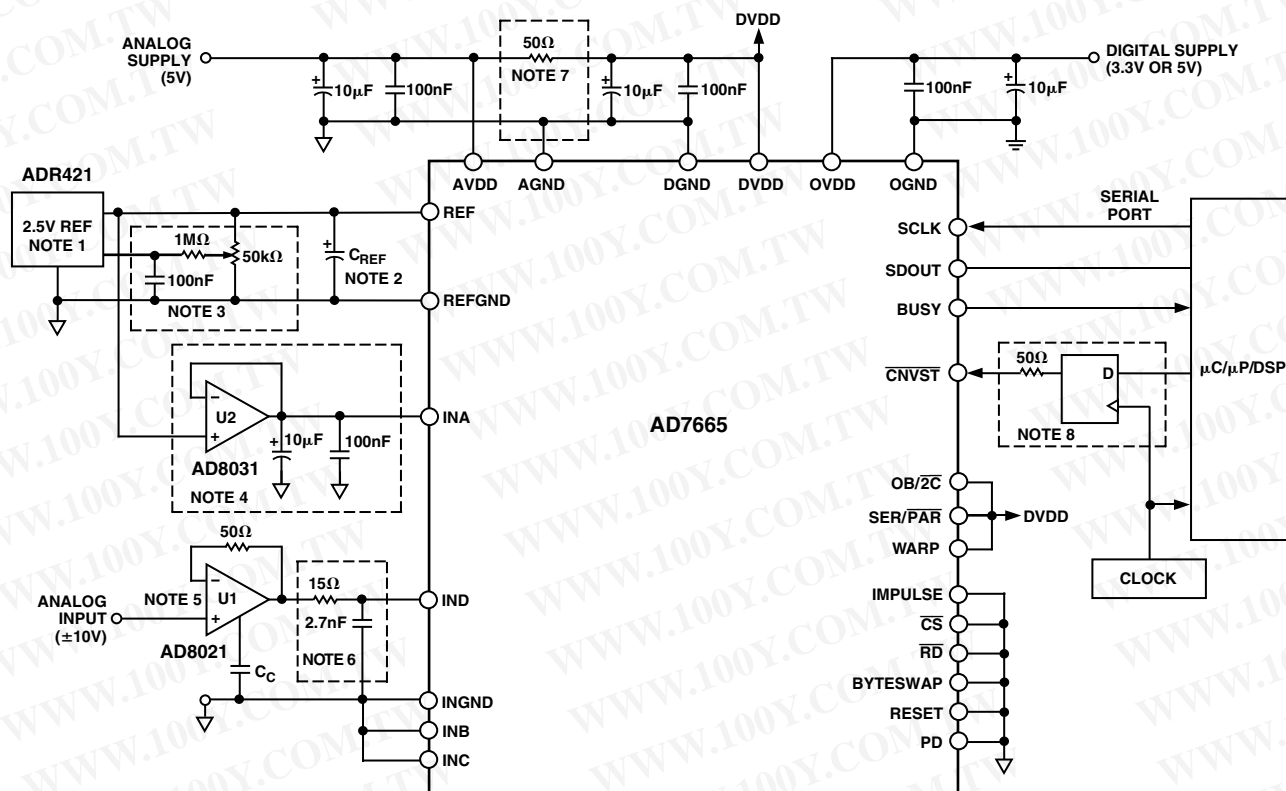 DVDD
ANALOG SUPPLY (5V)
50Ω
NOTE 7
DIGITAL SUPPLY (3.3V OR 5V)
+ 10μF
100nF
+ 10μF
100nF
100nF
+ 10μF
ADR421
AVDD
AGND
DGND
DVDD
OVDD
OGND
2.5V REF
NOTE 1
REF
1MΩ
50kΩ
100nF
NOTE 3
+ CREF
NOTE 2
REFGND
SERIAL PORT
SCLK
SDOUT
BUSY
CNVST
50Ω
D
NOTE 8
μC/μP/DSP
−
U2
+
AD8031
+ 10μF
100nF
NOTE 4
INA
AD7665
OB/2C
SER/PAR
WARP
DVDD
CLOCK
50Ω
NOTE 5
−
U1
+
ANALOG INPUT (±10V)
AD8021
CC
15Ω
2.7nF
NOTE 6
IND
INGND
INB
INC
IMPULSE
CS
RD
BYTESWAP
RESET
PD
WWW.100Y.COM.TW